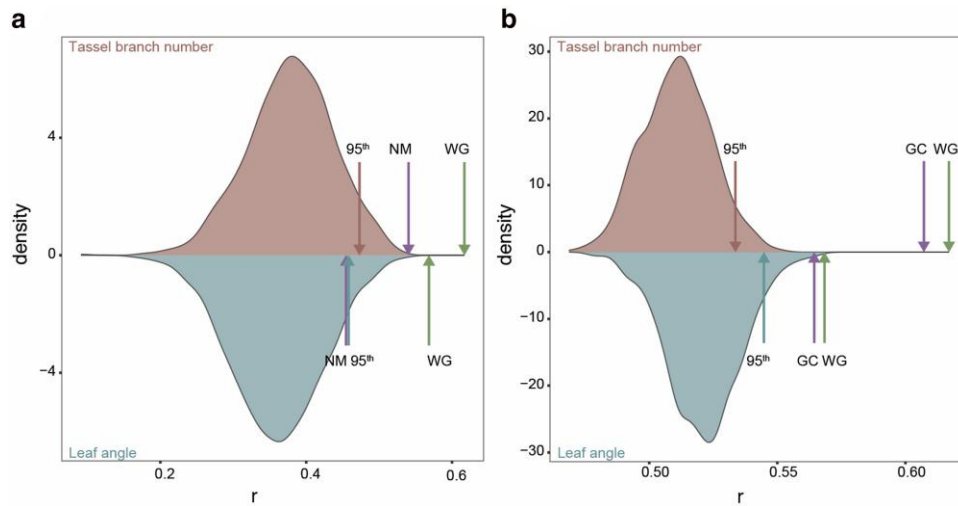 a
Tassel branch number
4
95th
NM
WG
density
0
NM 95th
WG
−4
Leaf angle
0.2
0.4
0.6
r
b
30
Tassel branch number
20
95th
GC WG
10
density
0
−10
95th
GC WG
−20
−30
Leaf angle
0.50
0.55
0.60
r